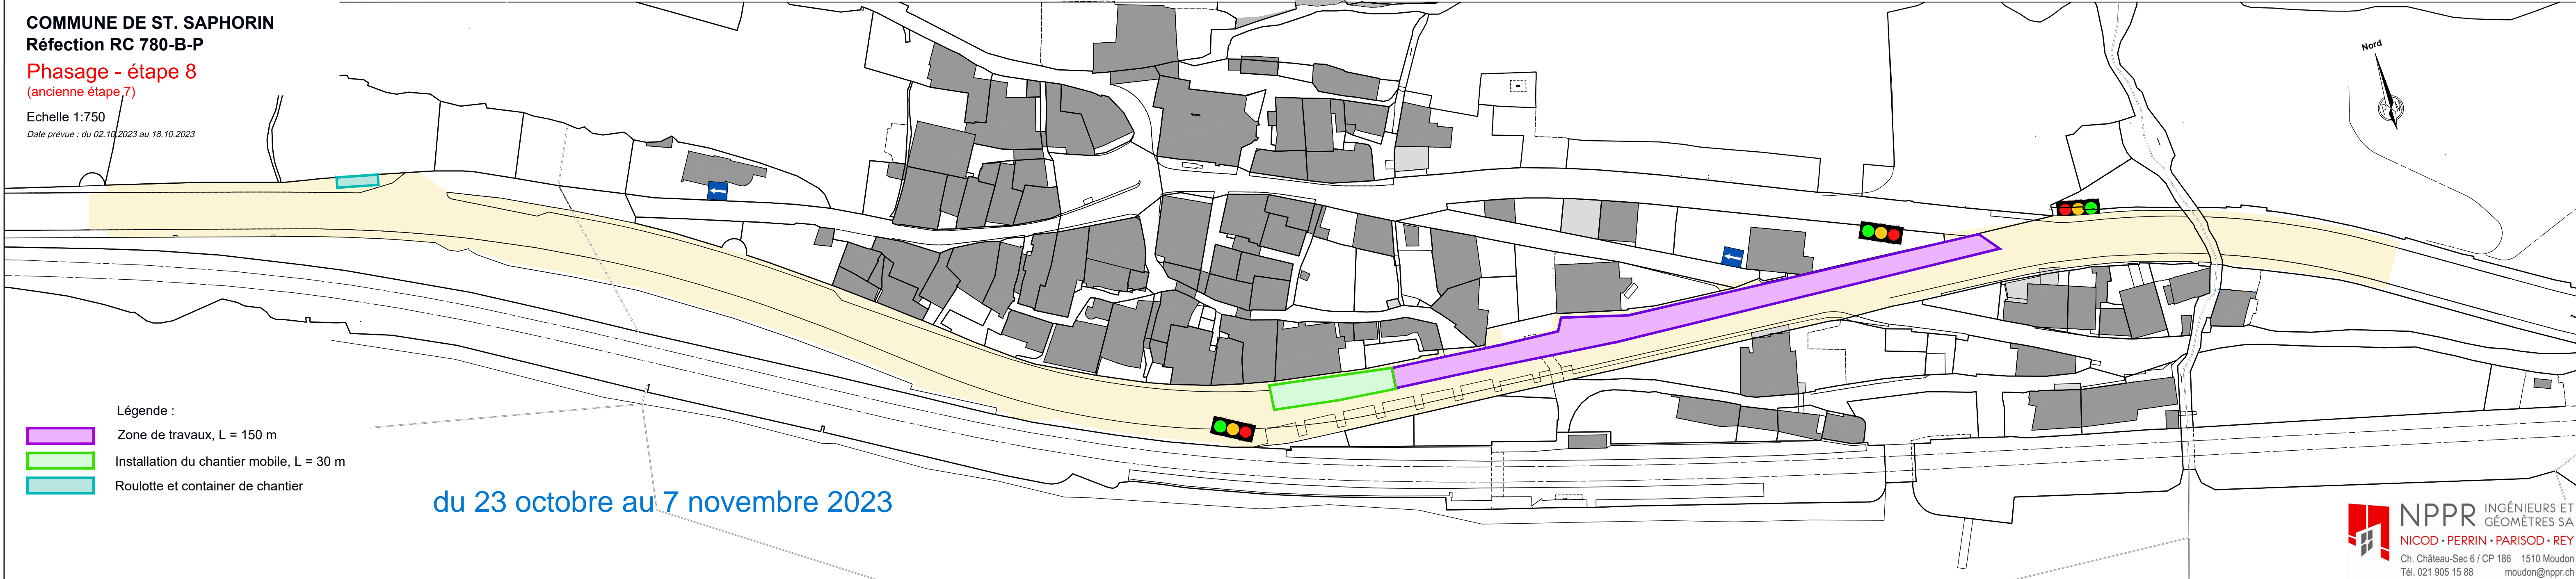 COMMUNE DE ST. SAPHORIN
Réfection RC 780-B-P
Phasage - étape 8
(ancienne étape 7)
Echelle 1:750
Date prévue : du 02.10.2023 au 18.10.2023
Nord
Légende :
Zone de travaux, L = 150 m
Installation du chantier mobile, L = 30 m
Roulotte et container de chantier
du 23 octobre au 7 novembre 2023
NPPR INGÉNIEURS ET
GÉOMÈTRES SA
NICOD • PERRIN • PARISOD • REY
Ch. Château-Sec 6 / CP 186 1510 Moudon
Tél. 021 905 15 88 moudon@nppr.ch